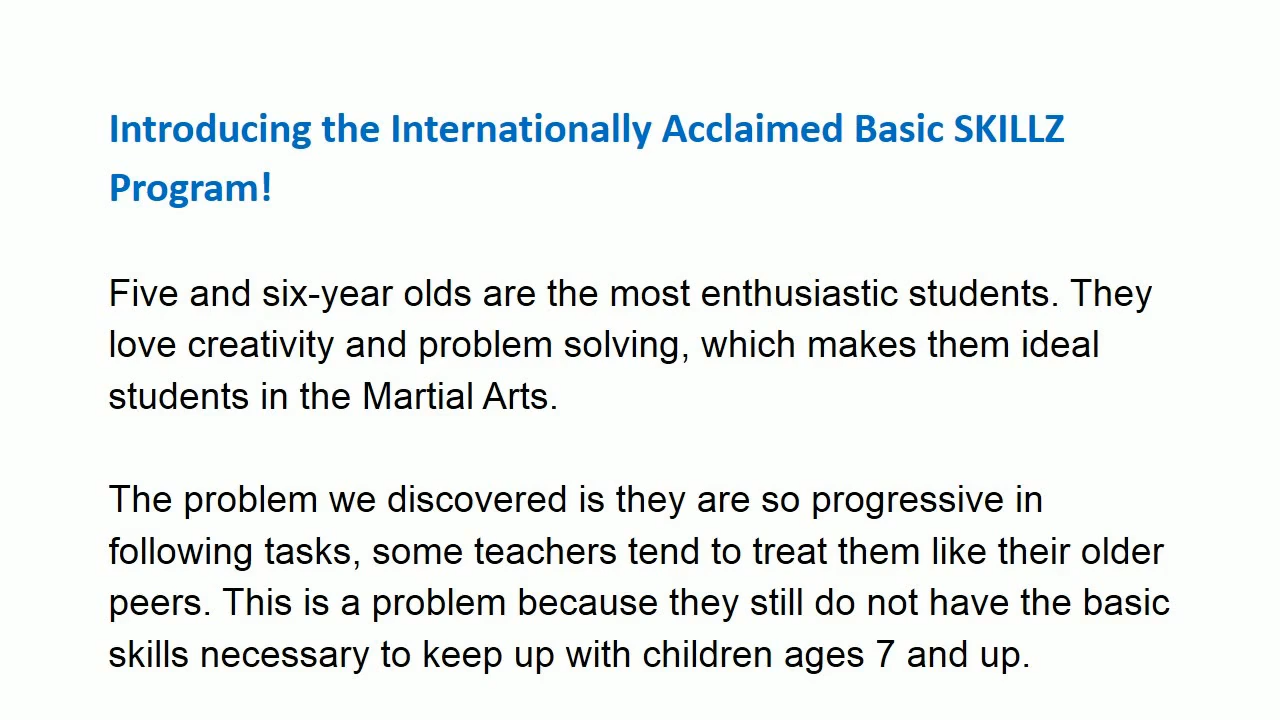 Introducing the Internationally Acclaimed Basic SKILLZ
Program!
Five and six-year olds are the most enthusiastic students. They
love creativity and problem solving, which makes them ideal
students in the Martial Arts.
The problem we discovered is they are so progressive in
following tasks, some teachers tend to treat them like their older
peers. This is a problem because they still do not have the basic
skills necessary to keep up with children ages 7 and up.